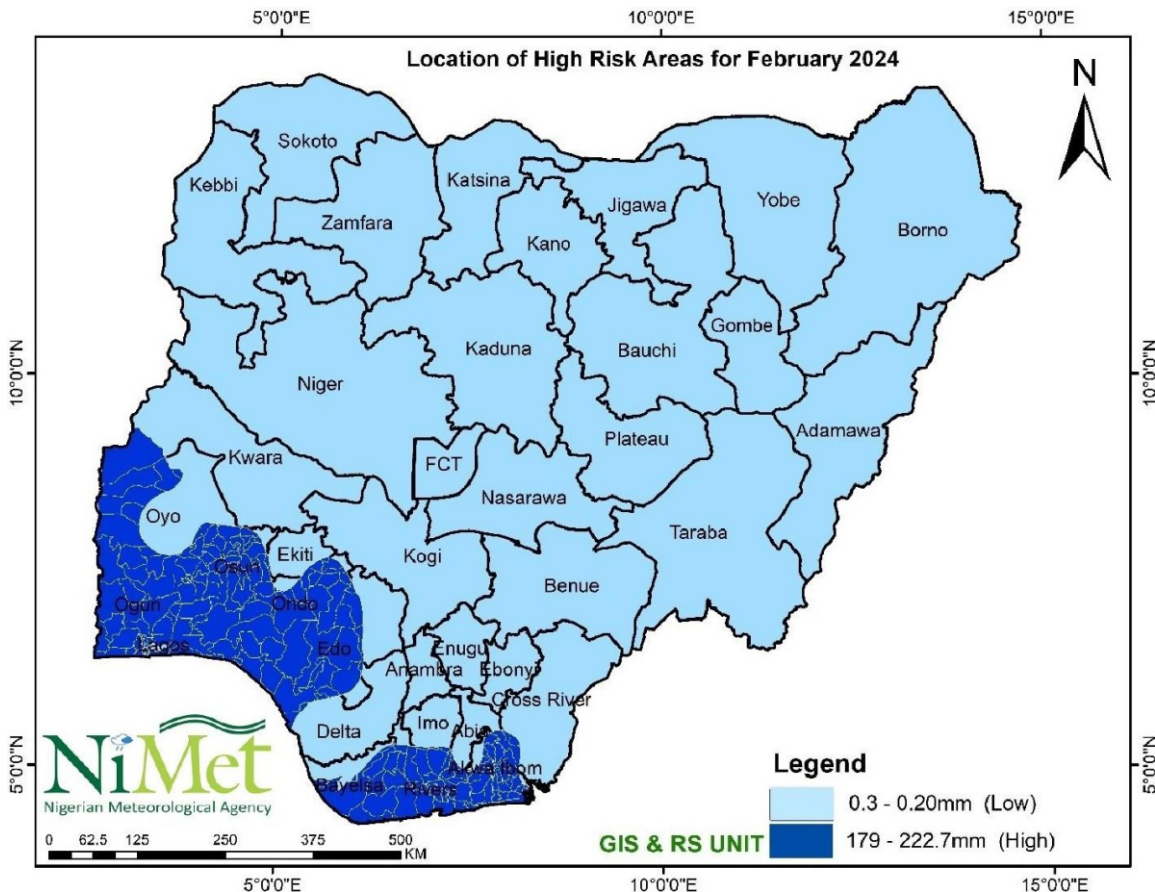 5°0'0"E 10°0'0"E 15°0'0"E
Location of High Risk Areas for February 2024
N
Sokoto
Kebbi
Katsina
Zamfara
Jigawa
Yobe
Kano
Borno
Gombe
Kaduna
Bauchi
10°0'0"N
10°0'0"N
Niger
Adamawa
Plateau
Kwara
FCT
Nasarawa
Oyo
Taraba
Ekiti
Kogi
Osun
Benue
Ogun
Ondo
Lagos
Edo
Enugu
Anambra
Ebonyi
Cross River
Delta
Imo
Abia
Akwa Ibom
Bayelsa
Rivers
5°0'0"N
5°0'0"N
NiMet
Nigerian Meteorological Agency
0 62.5 125 250 375 500
KM
GIS & RS UNIT
Legend
0.3 - 0.20mm (Low)
179 - 222.7mm (High)
5°0'0"E 10°0'0"E 15°0'0"E